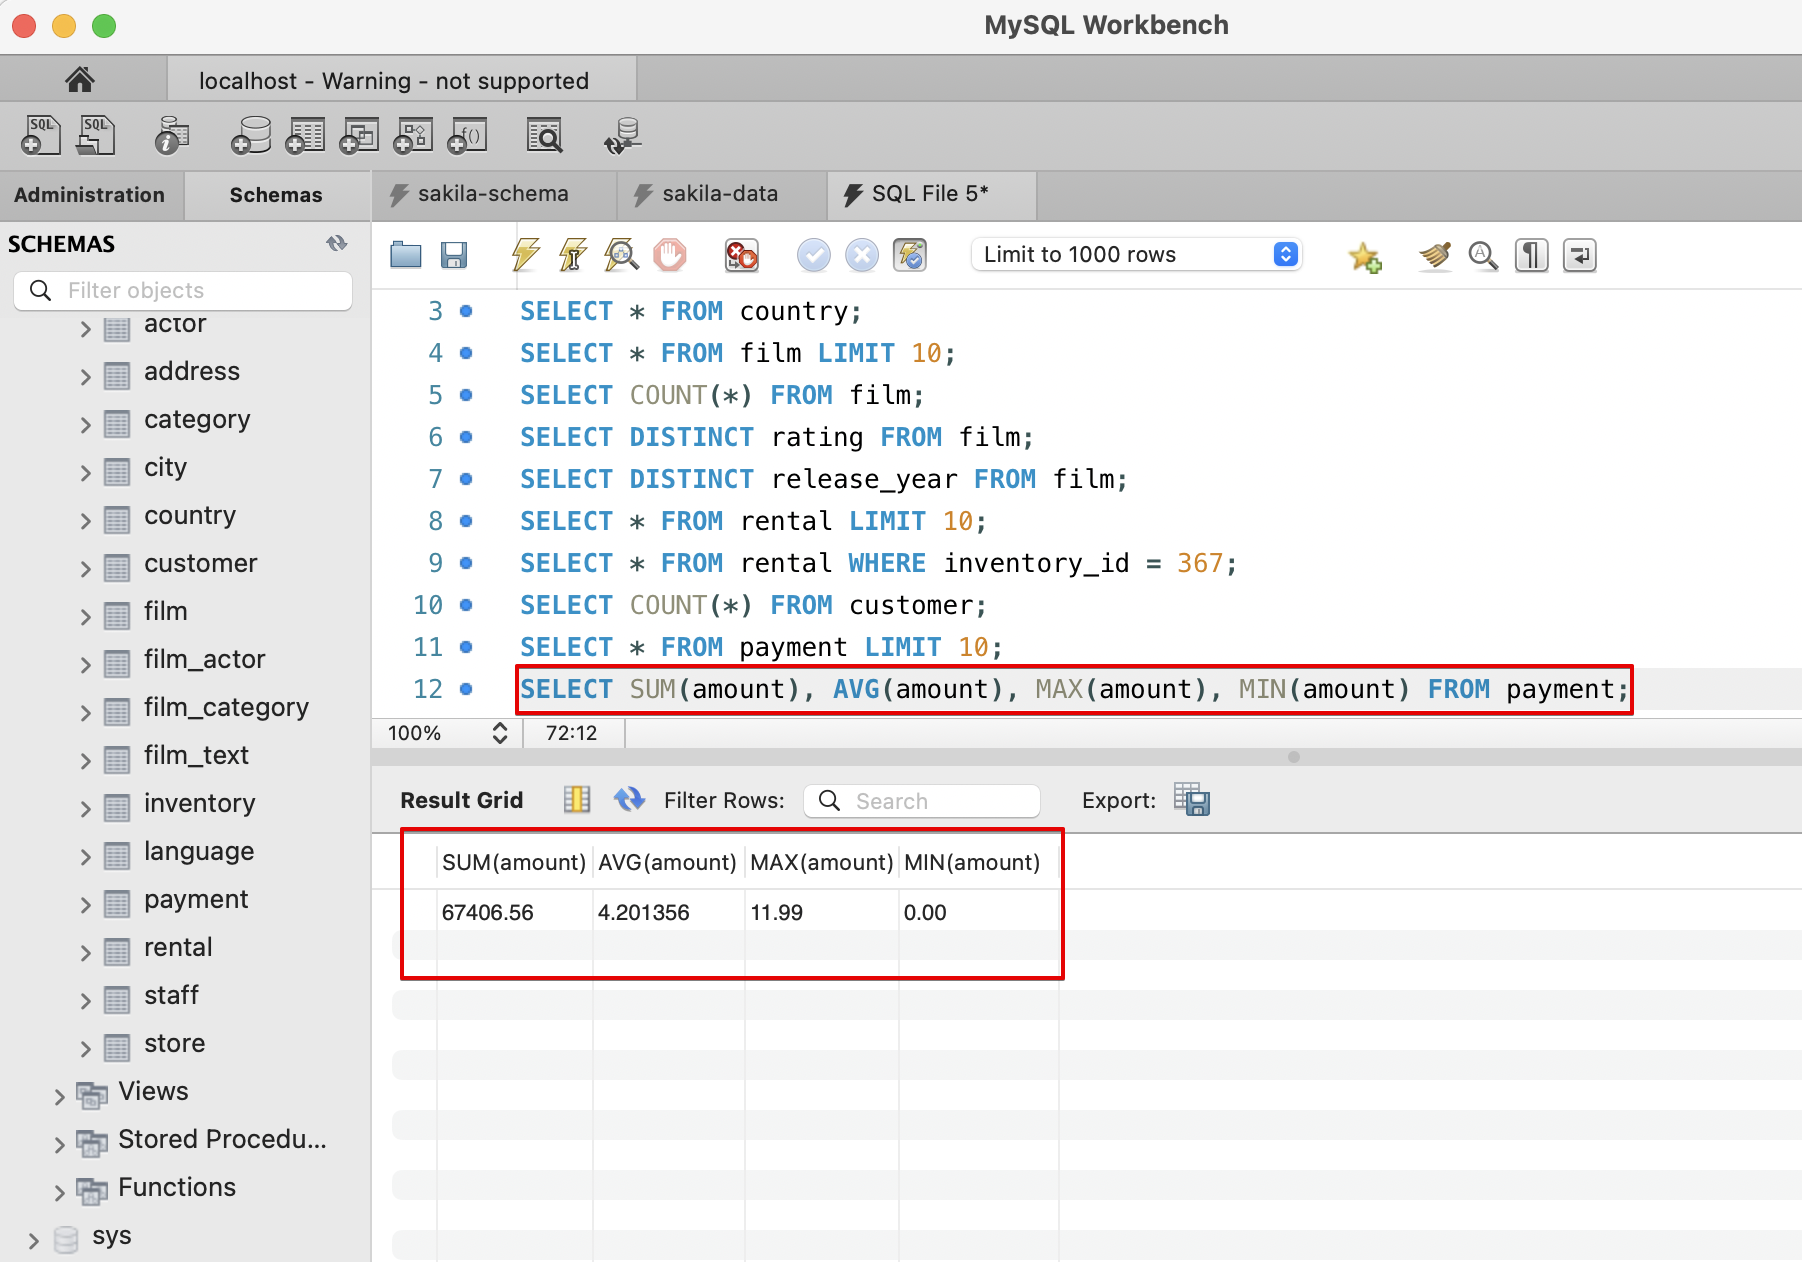 MySQL Workbench
localhost - Warning - not supported
SQL
SQL
i
f()
Administration
Schemas
sakila-schema
sakila-data
SQL File 5*
SCHEMAS
Filter objects
actor
address
category
city
country
customer
film
film_actor
film_category
film_text
inventory
language
payment
rental
staff
store
Views
Stored Procedu...
Functions
sys
Limit to 1000 rows
3 SELECT * FROM country;
4 SELECT * FROM film LIMIT 10;
5 SELECT COUNT(*) FROM film;
6 SELECT DISTINCT rating FROM film;
7 SELECT DISTINCT release_year FROM film;
8 SELECT * FROM rental LIMIT 10;
9 SELECT * FROM rental WHERE inventory_id = 367;
10 SELECT COUNT(*) FROM customer;
11 SELECT * FROM payment LIMIT 10;
12 SELECT SUM(amount), AVG(amount), MAX(amount), MIN(amount) FROM payment;
100% 72:12
Result Grid Filter Rows: Search Export:
SUM(amount) AVG(amount) MAX(amount) MIN(amount)
67406.56 4.201356 11.99 0.00